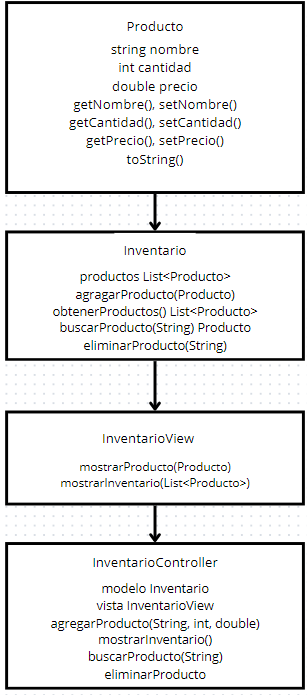 Producto
string nombre
int cantidad
double precio
getNombre(), setNombre()
getCantidad(), setCantidad()
getPrecio(), setPrecio()
toString()
Inventario
productos List<Producto>
agragarProducto(Producto)
obtenerProductos() List<Producto>
buscarProducto(String) Producto
eliminarProducto(String)
InventarioView
mostrarProducto(Producto)
mostrarInventario(List<Producto>)
InventarioController
modelo Inventario
vista InventarioView
agregarProducto(String, int, double)
mostrarInventario()
buscarProducto(String)
eliminarProducto